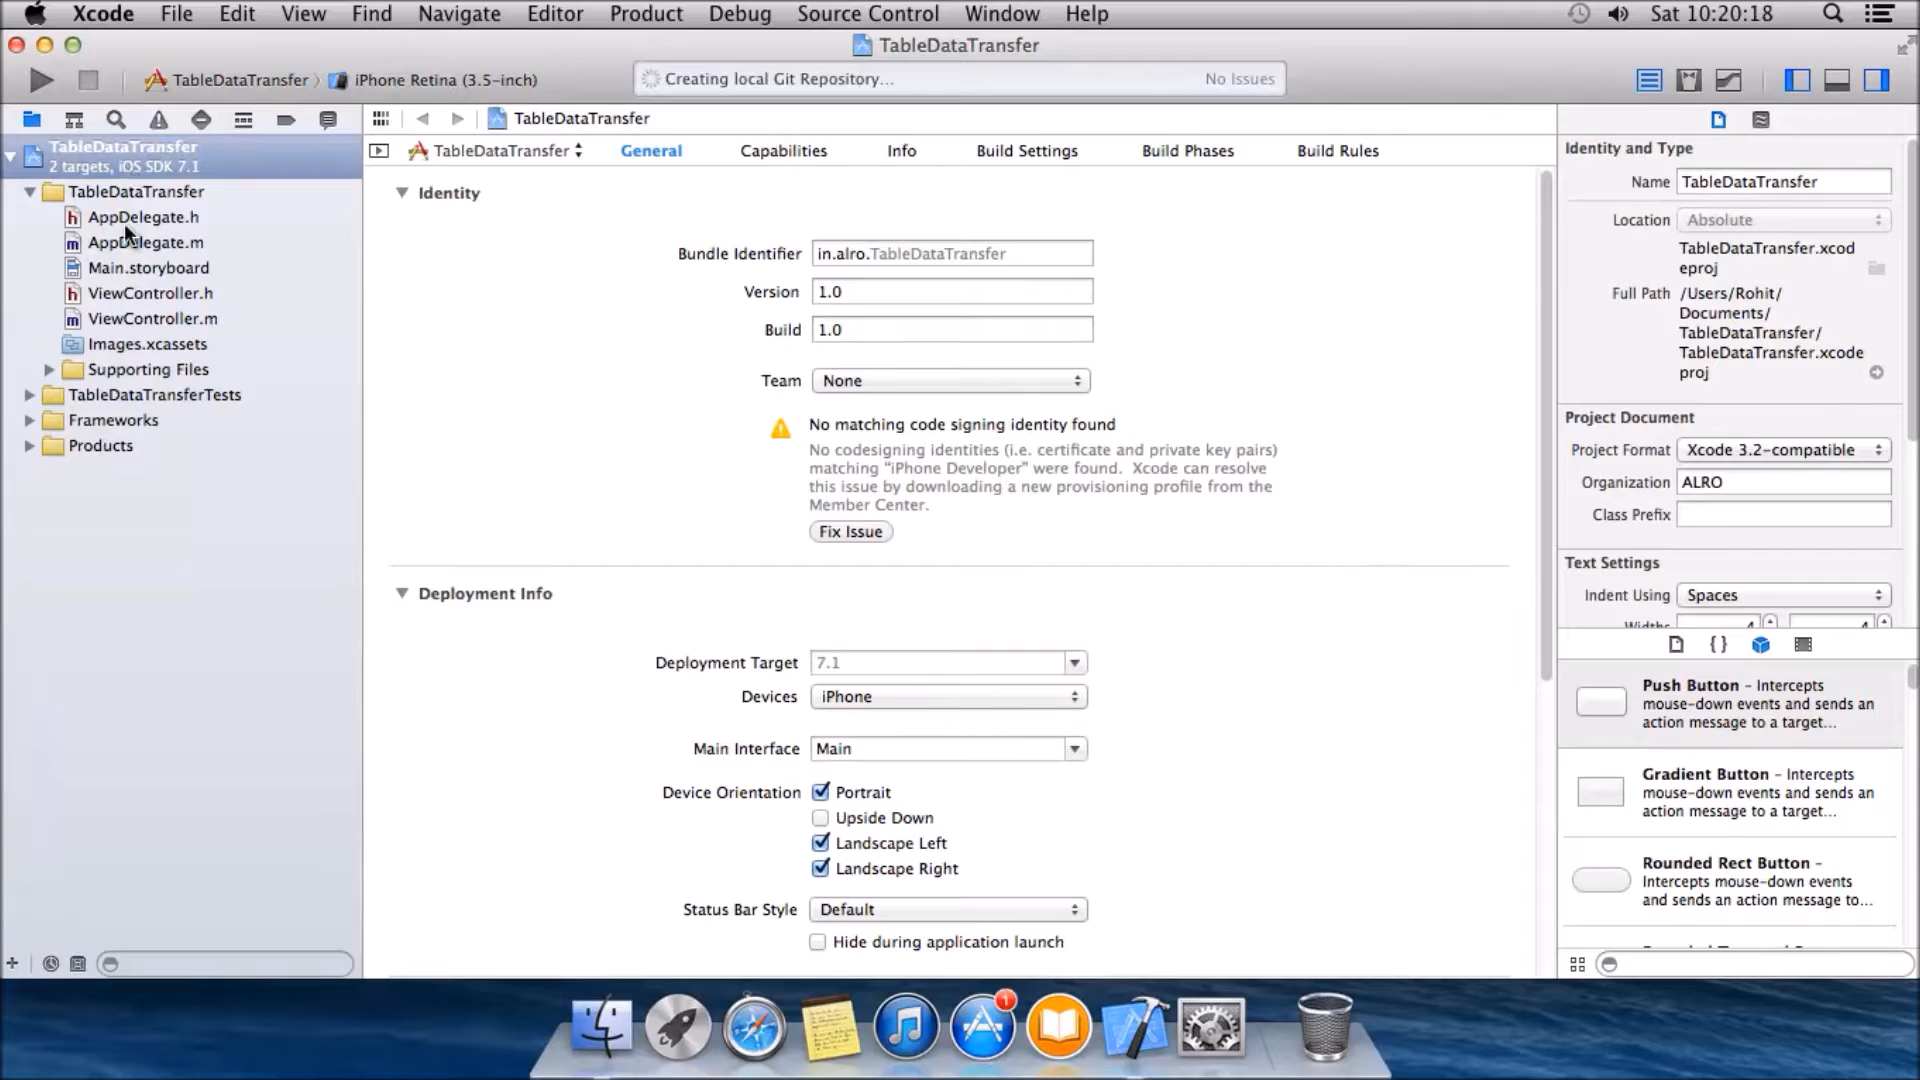 Xcode File Edit View Find Navigate Editor Product Debug Source Control Window Help Sat 10:20:18
TableDataTransfer
TableDataTransfer iPhone Retina (3.5-inch)
Creating local Git Repository... No Issues
TableDataTransfer
2 targets, iOS SDK 7.1
TableDataTransfer
AppDelegate.h
AppDelegate.m
Main.storyboard
ViewController.h
ViewController.m
Images.xcassets
Supporting Files
TableDataTransferTests
Frameworks
Products
TableDataTransfer
TableDataTransfer General Capabilities Info Build Settings Build Phases Build Rules
Identity
Bundle Identifier in.alro.TableDataTransfer
Version 1.0
Build 1.0
Team None
No matching code signing identity found
No codesigning identities (i.e. certificate and private key pairs)
matching "iPhone Developer" were found. Xcode can resolve
this issue by downloading a new provisioning profile from the
Member Center.
Fix Issue
Deployment Info
Deployment Target 7.1
Devices iPhone
Main Interface Main
Device Orientation Portrait
Upside Down
Landscape Left
Landscape Right
Status Bar Style Default
Hide during application launch
Identity and Type
Name TableDataTransfer
Location Absolute
TableDataTransfer.xcod
eproj
Full Path /Users/Rohit/
Documents/
TableDataTransfer/
TableDataTransfer.xcode
proj
Project Document
Project Format Xcode 3.2-compatible
Organization ALRO
Class Prefix
Text Settings
Indent Using Spaces
Widths 4 4
Push Button - Intercepts
mouse-down events and sends an
action message to a target...
Gradient Button - Intercepts
mouse-down events and sends an
action message to a target...
Rounded Rect Button -
Intercepts mouse-down events
and sends an action message to...
1